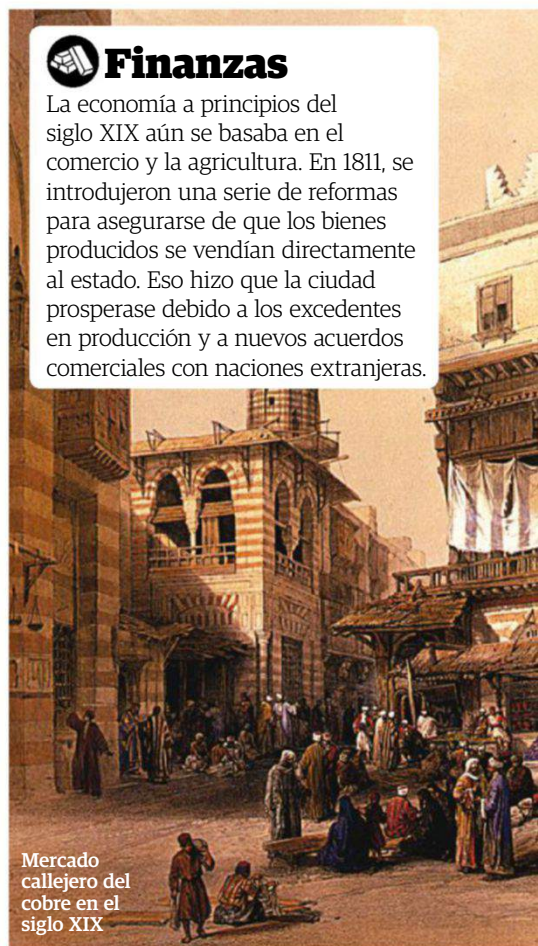 Finanzas
La economía a principios del
siglo XIX aún se basaba en el
comercio y la agricultura. En 1811, se
introdujeron una serie de reformas
para asegurarse de que los bienes
producidos se vendían directamente
al estado. Eso hizo que la ciudad
prosperase debido a los excedentes
en producción y a nuevos acuerdos
comerciales con naciones extranjeras.
Mercado
callejero del
cobre en el
siglo XIX